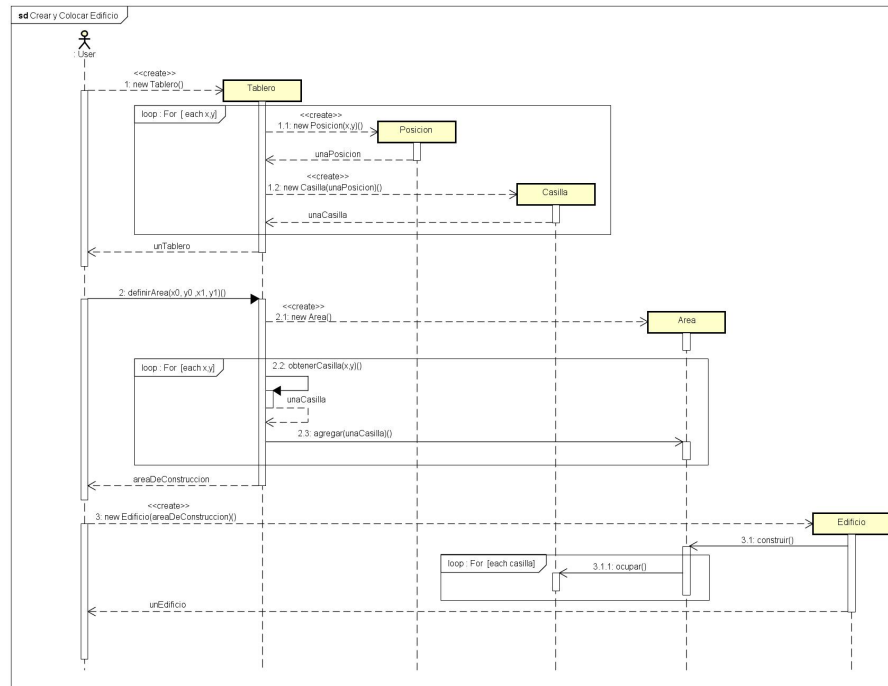 sd Crear y Colocar Edificio
: User
<<create>>
1: new Tablero()
Tablero
loop : For [ each x,y]
<<create>>
1.1: new Posicion(x,y)()
Posicion
unaPosicion
<<create>>
1.2: new Casilla(unaPosicion)()
Casilla
unaCasilla
unTablero
2: definirArea(x0, y0 ,x1, y1)()
<<create>>
2.1: new Area()
Area
loop : For [each x,y]
2.2: obtenerCasilla(x,y)()
unaCasilla
2.3: agregar(unaCasilla)()
areaDeConstruccion
<<create>>
3: new Edificio(areaDeConstruccion)()
Edificio
3.1: construir()
loop : For [each casilla]
3.1.1: ocupar()
unEdificio